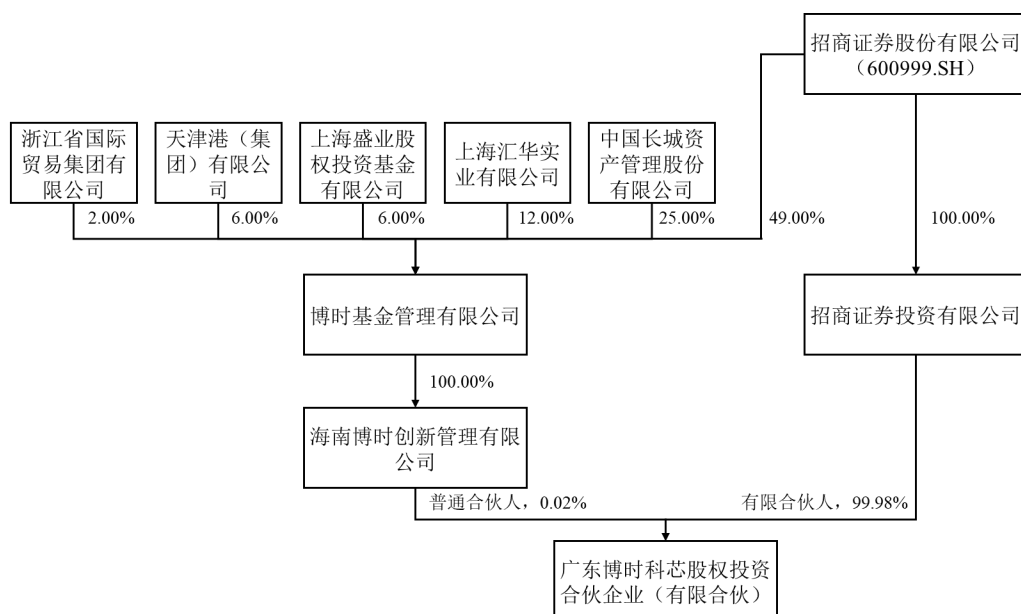 招商证券股份有限公司
（600999.SH）
浙江省国际
贸易集团有
限公司
天津港（集
团）有限公
司
上海盛业股
权投资基金
有限公司
上海汇华实
业有限公司
中国长城资
产管理股份
有限公司
2.00%
6.00%
6.00%
12.00%
25.00%
49.00%
100.00%
博时基金管理有限公司
招商证券投资有限公司
100.00%
海南博时创新管理有限
公司
普通合伙人，0.02%
有限合伙人，99.98%
广东博时科芯股权投资
合伙企业（有限合伙）